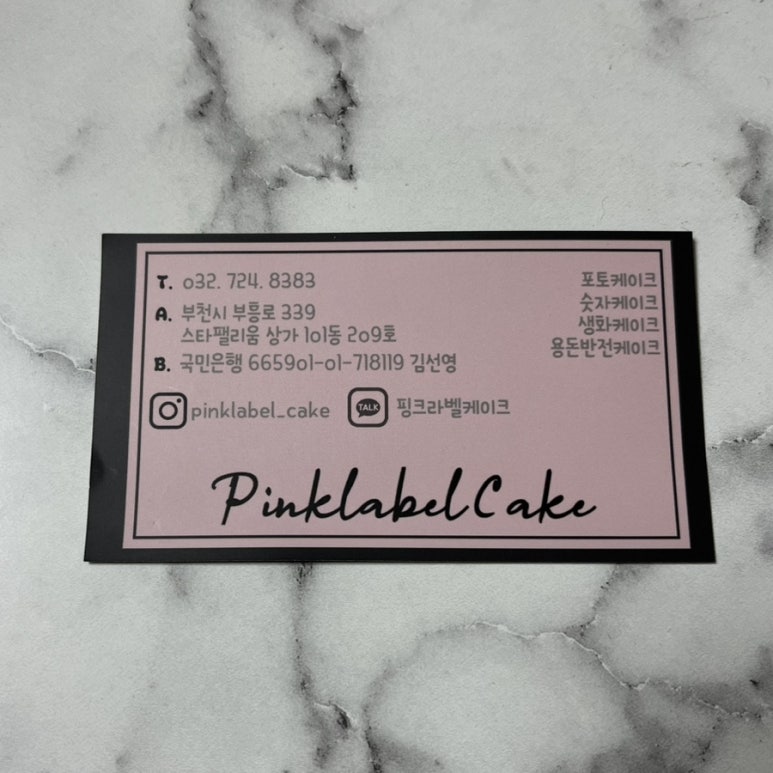 T. 032. 724. 8383
A. 부천시 부흥로 339
스타팰리움 상가 101동 209호
B. 국민은행 665901-01-718119 김선영
포토케이크
숫자케이크
생화케이크
용돈반전케이크
pinklabel_cake TALK 핑크라벨케이크
Pinklabel Cake